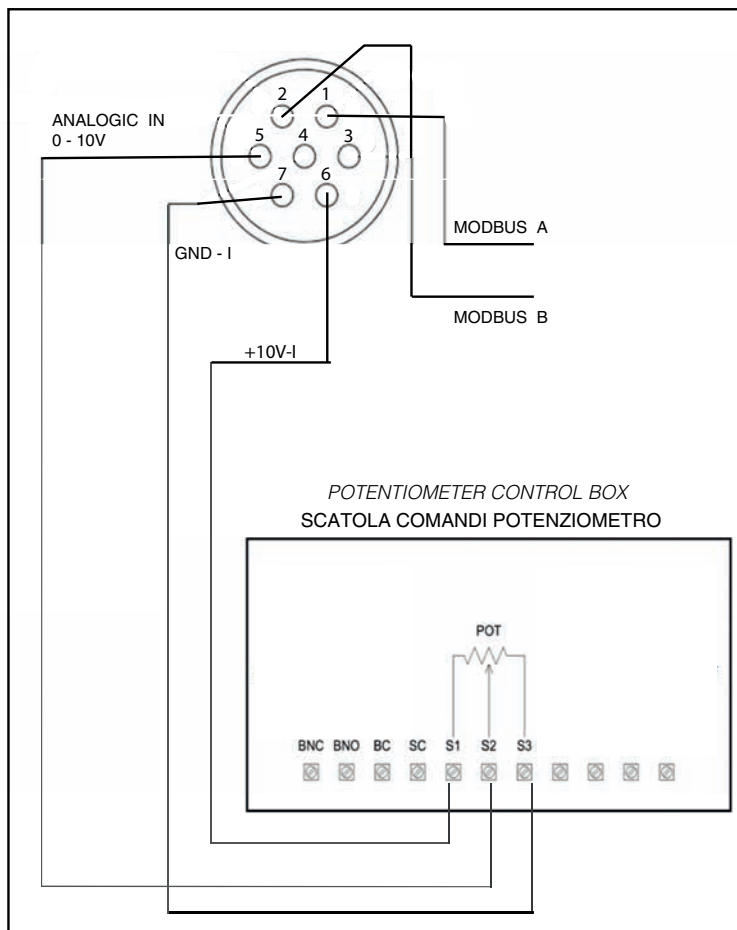 2 1
ANALOGIC IN
0 - 10V
5 4 3
7 6
MODBUS A
GND - I
MODBUS B
+10V-I
POTENTIOMETER CONTROL BOX
SCATOLA COMANDI POTENZIOMETRO
POT
BNC BNO BC SC S1 S2 S3